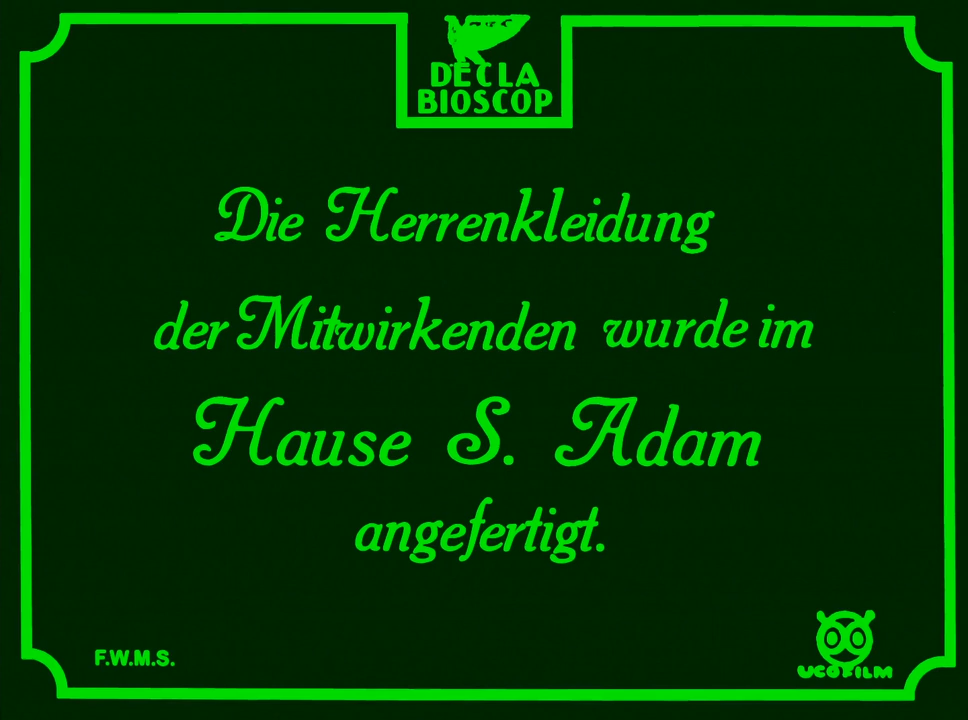 DECLA
BIOSCOP
Die Herrenkleidung
der Mitwirkenden wurde im
Hause S. Adam
angefertigt.
F.W.M.S.
UCOFILM